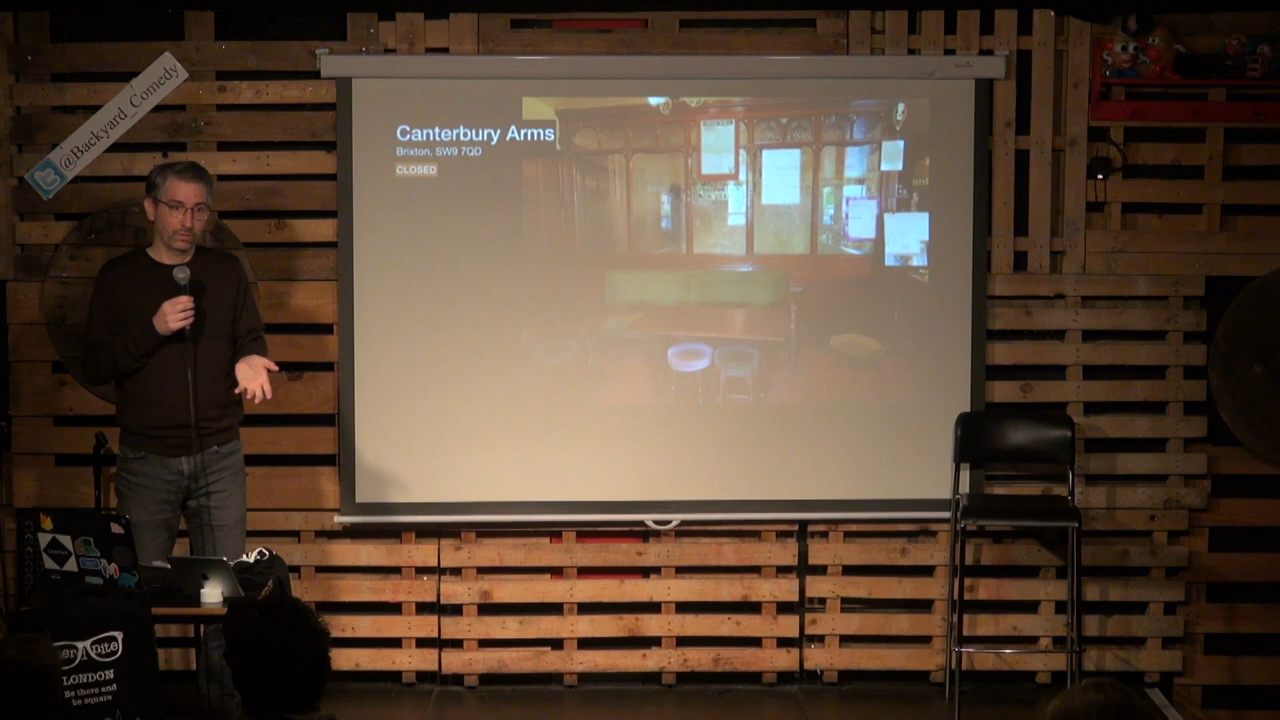 @Backyard_Comedy
Canterbury Arms
Brixton, SW9 7QD
CLOSED
LONDON
Be there and
be square